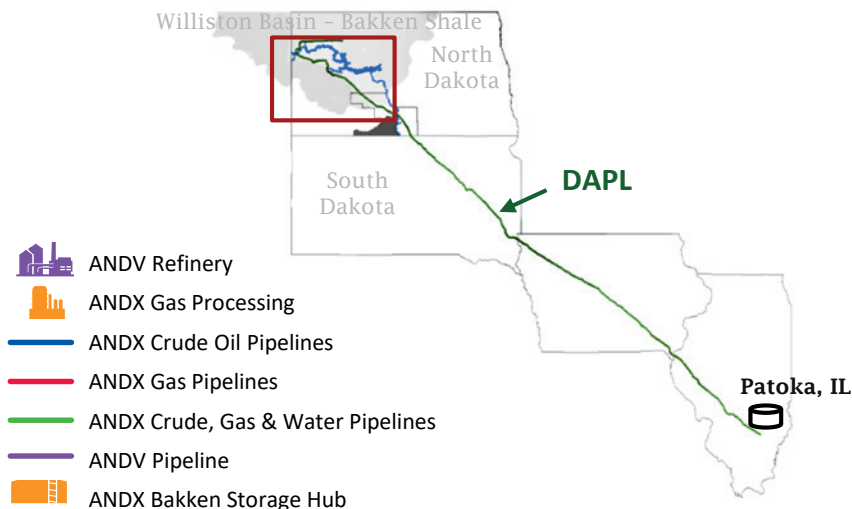 Williston Basin – Bakken Shale
North
Dakota
South
Dakota
DAPL
ANDV Refinery
ANDX Gas Processing
ANDX Crude Oil Pipelines
ANDX Gas Pipelines
ANDX Crude, Gas & Water Pipelines
ANDV Pipeline
ANDX Bakken Storage Hub
Patoka, IL